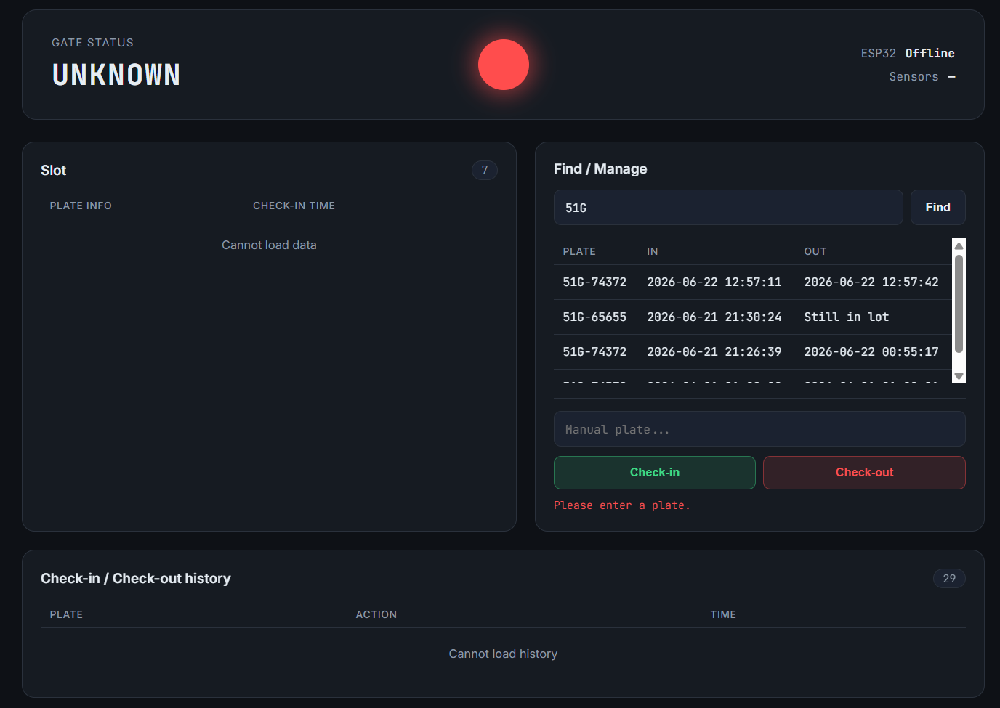 GATE STATUS
UNKNOWN
ESP32 Offline
Sensors —
Slot 7
PLATE INFO CHECK-IN TIME
Cannot load data
Find / Manage
51G Find
PLATE IN OUT
51G-74372 2026-06-22 12:57:11 2026-06-22 12:57:42
51G-65655 2026-06-21 21:30:24 Still in lot
51G-74372 2026-06-21 21:26:39 2026-06-22 00:55:17
Manual plate...
Check-in Check-out
Please enter a plate.
Check-in / Check-out history 29
PLATE ACTION TIME
Cannot load history